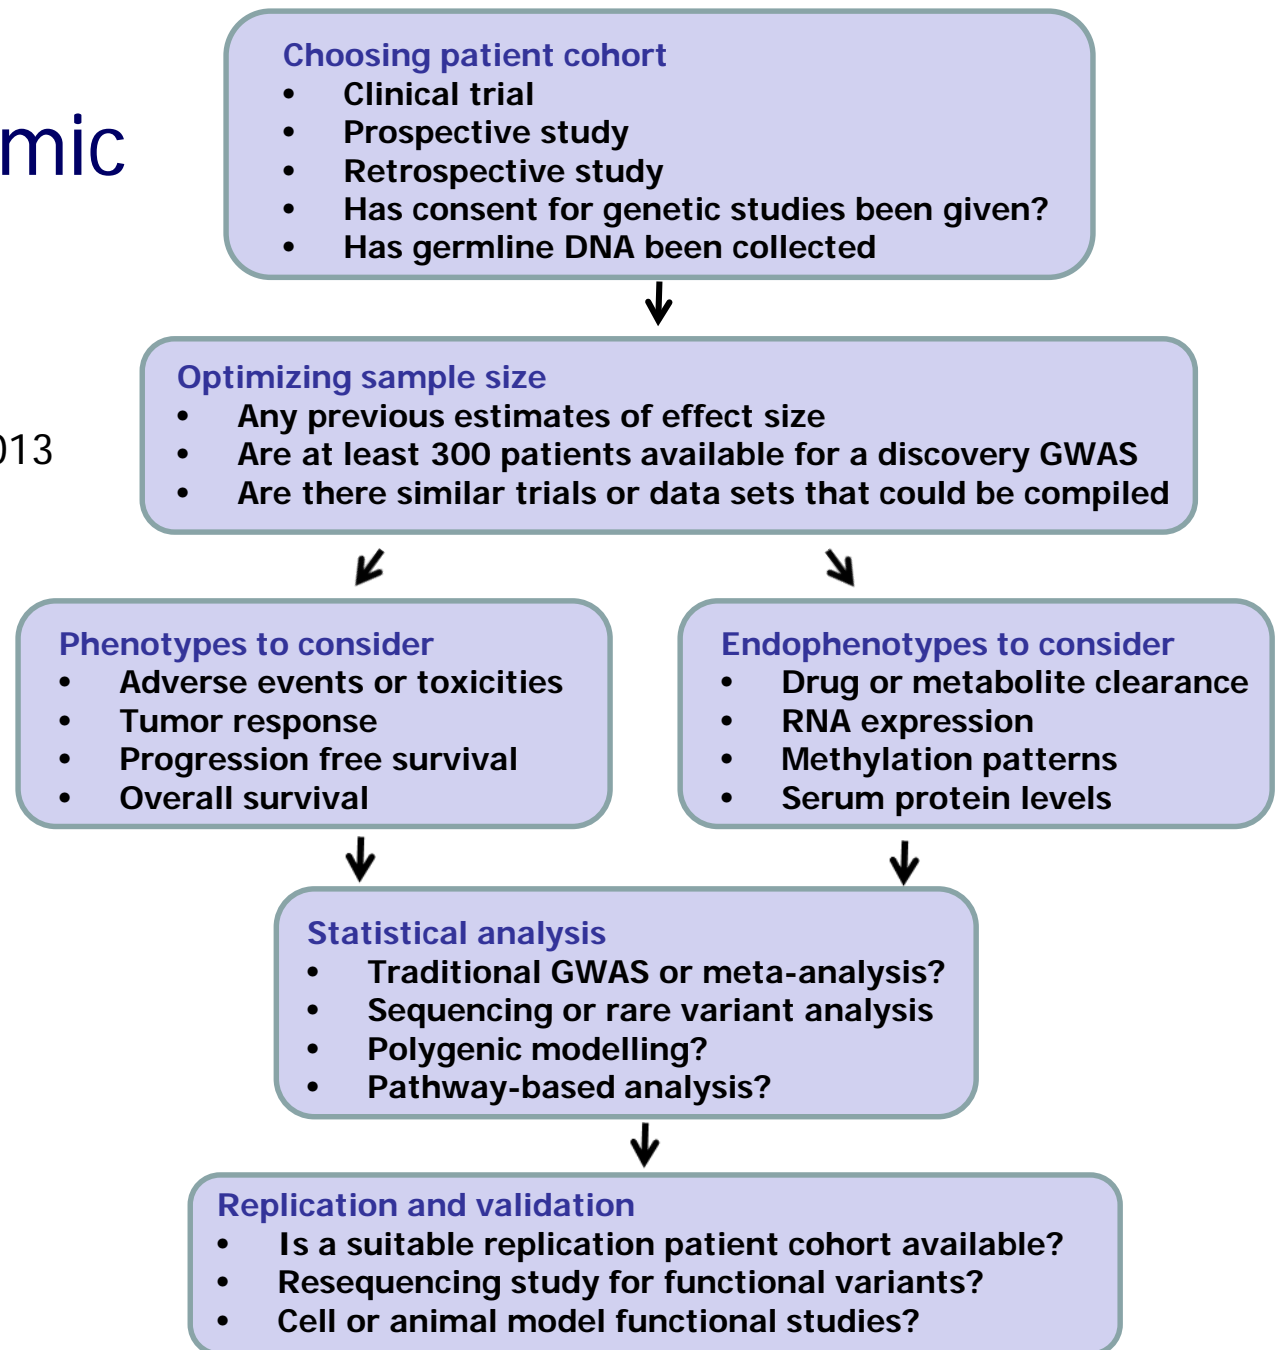 mic
013
Choosing patient cohort
• Clinical trial
• Prospective study
• Retrospective study
• Has consent for genetic studies been given?
• Has germline DNA been collected
Optimizing sample size
• Any previous estimates of effect size
• Are at least 300 patients available for a discovery GWAS
• Are there similar trials or data sets that could be compiled
Phenotypes to consider
• Adverse events or toxicities
• Tumor response
• Progression free survival
• Overall survival
Endophenotypes to consider
• Drug or metabolite clearance
• RNA expression
• Methylation patterns
• Serum protein levels
Statistical analysis
• Traditional GWAS or meta-analysis?
• Sequencing or rare variant analysis
• Polygenic modelling?
• Pathway-based analysis?
Replication and validation
• Is a suitable replication patient cohort available?
• Resequencing study for functional variants?
• Cell or animal model functional studies?